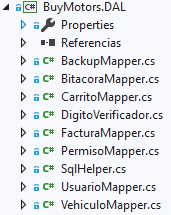 C# BuyMotors.DAL
Properties
Referencias
C# BackupMapper.cs
C# BitacoraMapper.cs
C# CarritoMapper.cs
C# DigitoVerificador.cs
C# FacturaMapper.cs
C# PermisoMapper.cs
C# SqlHelper.cs
C# UsuarioMapper.cs
C# VehiculoMapper.cs